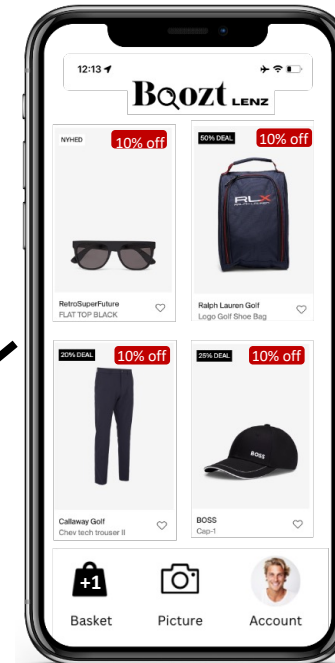 12:13
Boozt LENZ
NYHED
10% off
50% DEAL
10% off
RLX
RetroSuperFuture
FLAT TOP BLACK
Ralph Lauren Golf
Logo Golf Shoe Bag
20% DEAL
10% off
25% DEAL
10% off
BOSS
Callaway Golf
Chev tech trouser II
BOSS
Cap-1
+1
Basket
Picture
Account